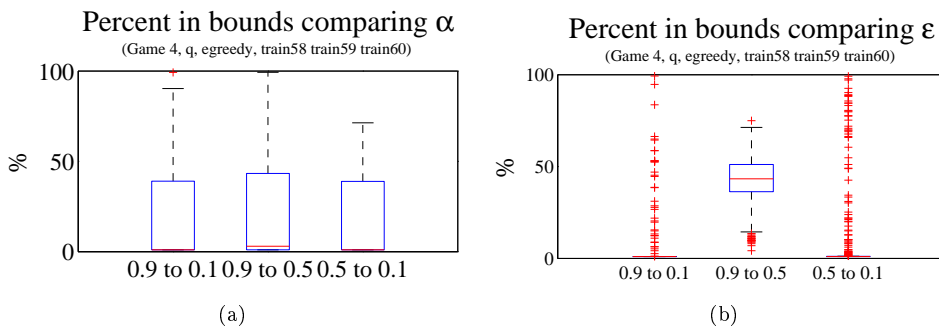 Percent in bounds comparing α
(Game 4, q, egreedy, train58 train59 train60)
100
50
0
%
0.9 to 0.1 0.9 to 0.5 0.5 to 0.1
(a)
Percent in bounds comparing ε
(Game 4, q, egreedy, train58 train59 train60)
100
50
0
%
0.9 to 0.1 0.9 to 0.5 0.5 to 0.1
(b)